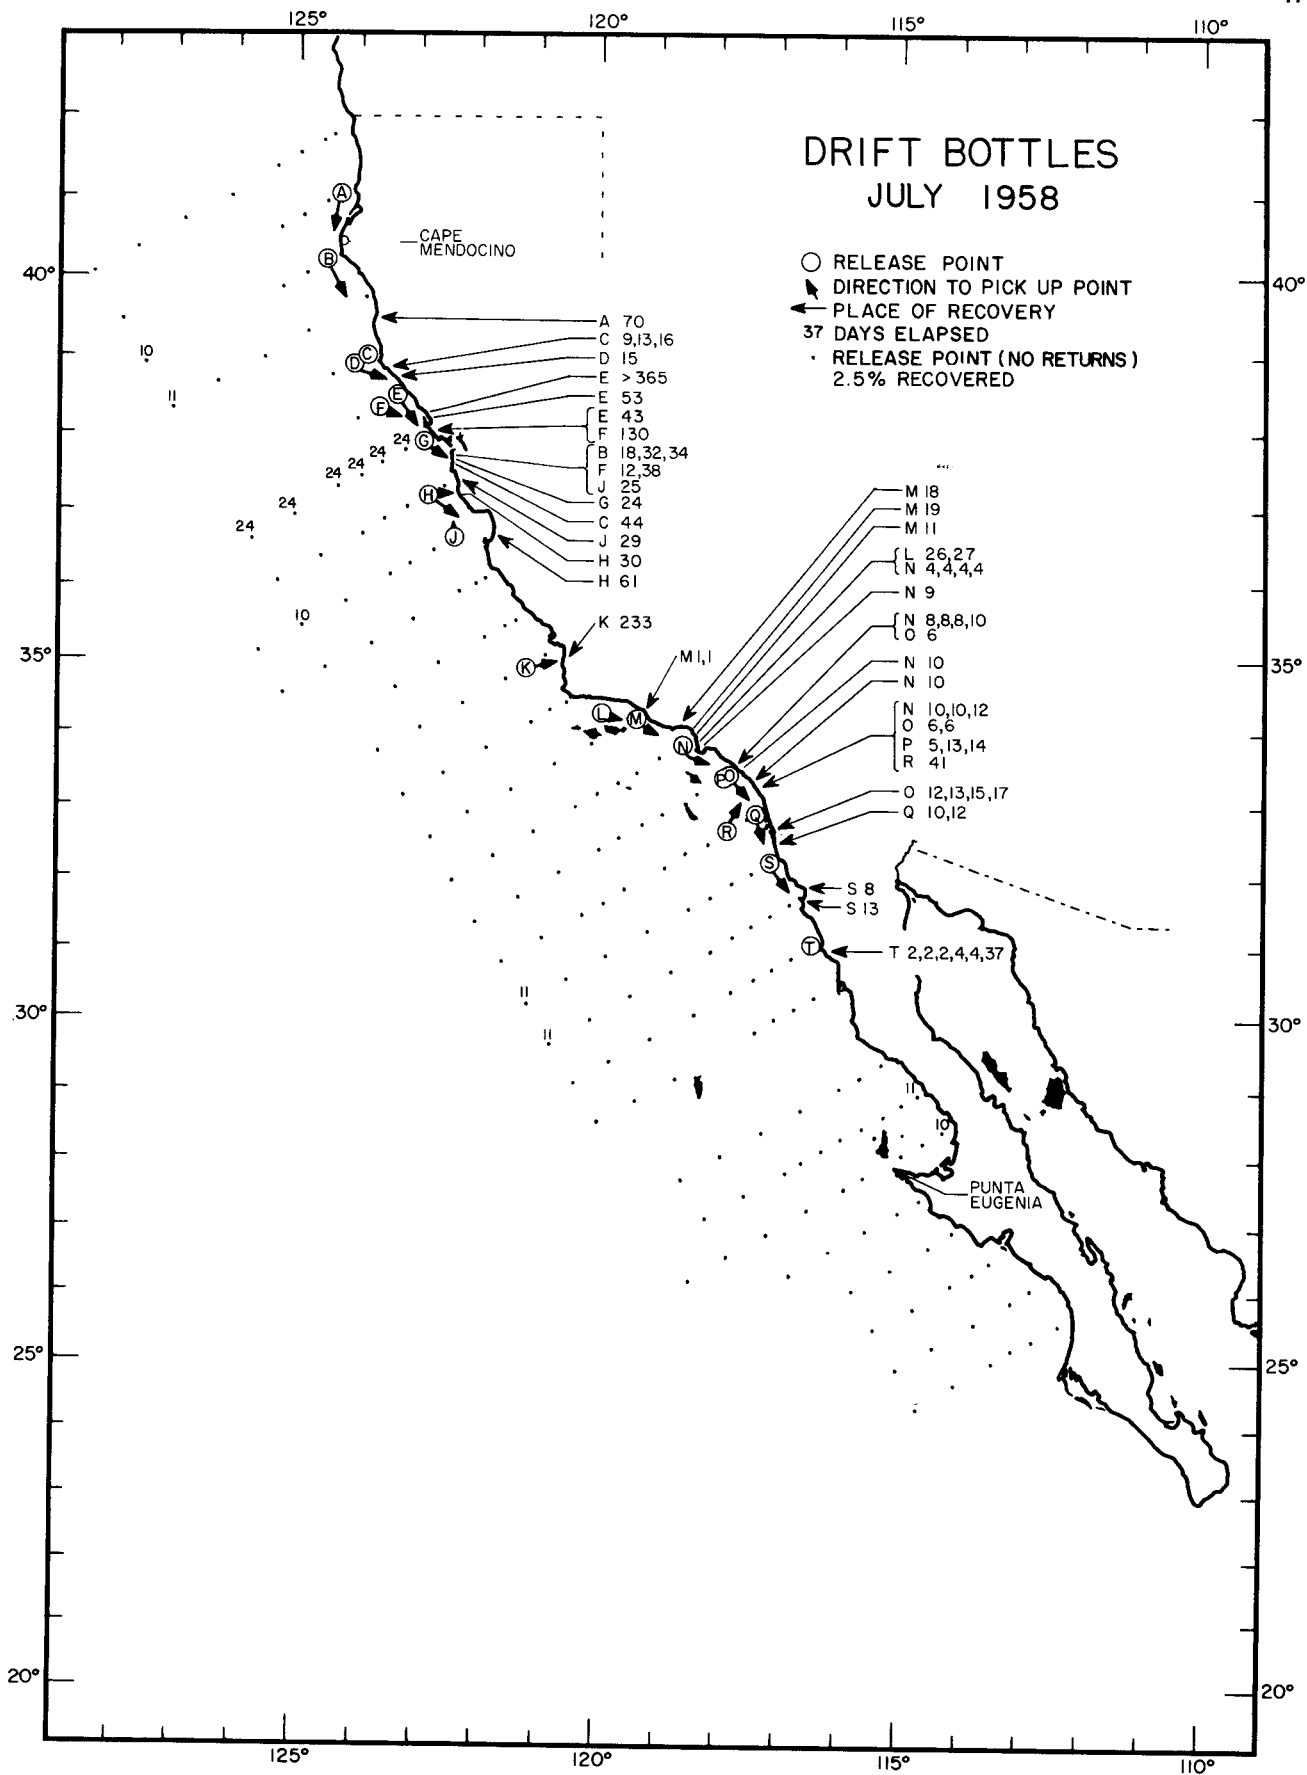 125° 120° 115° 110°
DRIFT BOTTLES
JULY 1958
CAPE
MENDOCINO
RELEASE POINT
DIRECTION TO PICK UP POINT
PLACE OF RECOVERY
37 DAYS ELAPSED
· RELEASE POINT (NO RETURNS)
2.5% RECOVERED
40° 40°
A
B
C
D
E
F
G
H
J
10
11
24
24
24
24
24
24
10
A 70
C 9,13,16
D 15
E > 365
E 53
E 43
F 130
B 18,32,34
F 12,38
J 25
G 24
C 44
J 29
H 30
H 61
K 233
M 1,1
M 18
M 19
M 11
L 26,27
N 4,4,4,4
N 9
N 8,8,8,10
O 6
N 10
N 10
N 10,10,12
O 6,6
P 5,13,14
R 41
O 12,13,15,17
Q 10,12
S 8
S 13
T 2,2,2,4,4,37
35° 35°
K
L
M
N
P O
Q
R
S
T
30° 30°
11
11
11
10
PUNTA
EUGENIA
25° 25°
20° 20°
125° 120° 115° 110°